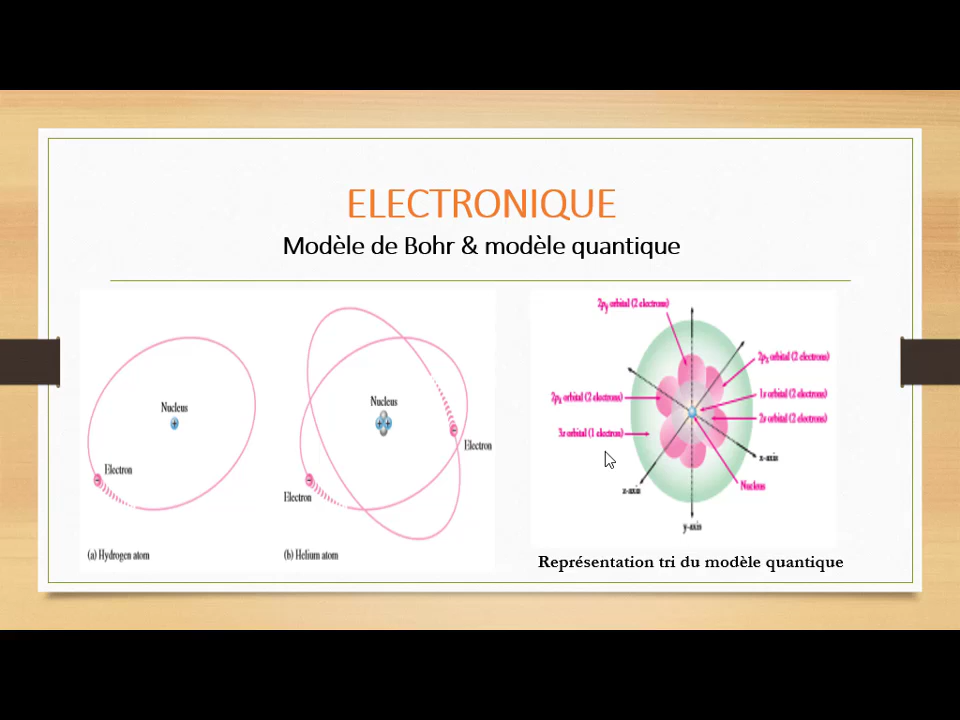 ELECTRONIQUE
Modèle de Bohr & modèle quantique
Nucleus
+
Electron
-
(a) Hydrogen atom
Nucleus
+ +
Electron
-
Electron
-
(b) Helium atom
2py orbital (2 electrons)
2pz orbital (2 electrons)
1s orbital (2 electrons)
2px orbital (2 electrons)
2s orbital (2 electrons)
3s orbital (1 electron)
x-axis
z-axis
Nucleus
y-axis
Représentation tri du modèle quantique